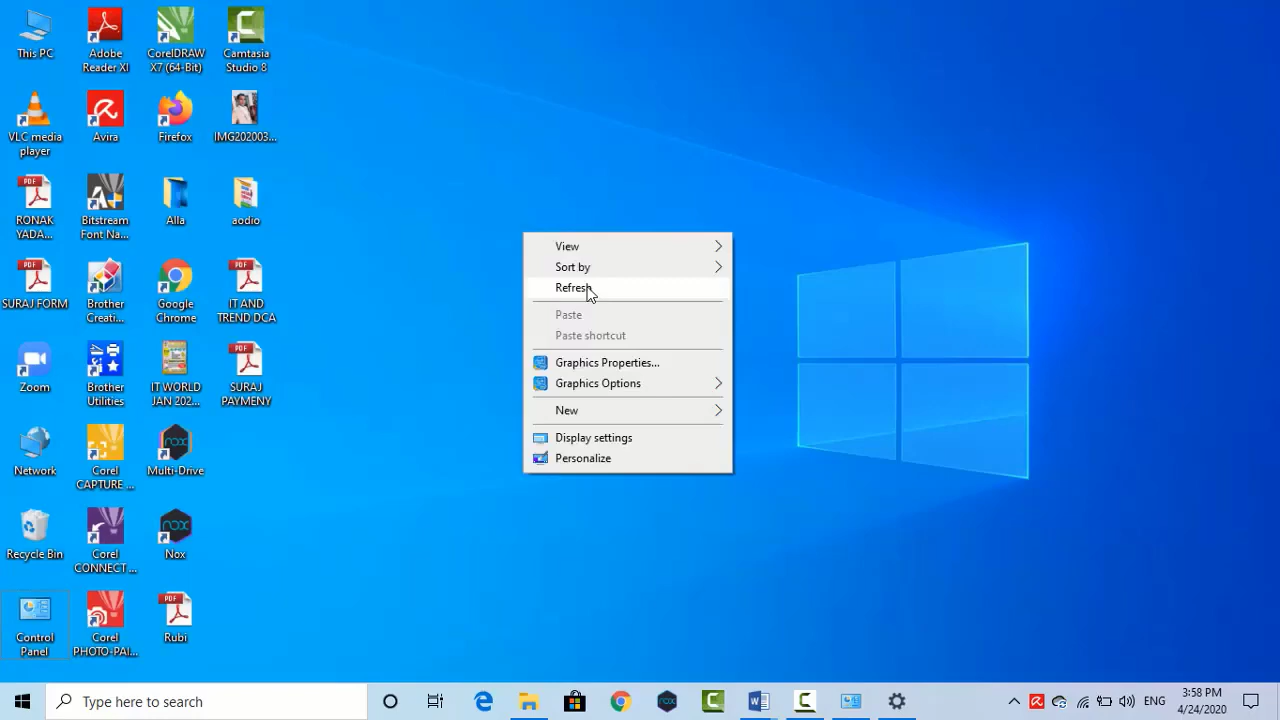 This PC
Adobe
Reader XI
CorelDRAW
X7 (64-Bit)
Camtasia
Studio 8
VLC media
player
Avira
Firefox
IMG202003...
RONAK
YADA...
Bitstream
Font Na...
Alla
aodio
SURAJ FORM
Brother
Creati...
Google
Chrome
IT AND
TREND DCA
Zoom
Brother
Utilities
IT WORLD
JAN 202...
SURAJ
PAYMENY
Network
Corel
CAPTURE ...
Multi-Drive
Recycle Bin
Corel
CONNECT ...
Nox
Control
Panel
Corel
PHOTO-PAI...
Rubi
View
Sort by
Refresh
Paste
Paste shortcut
Graphics Properties...
Graphics Options
New
Display settings
Personalize
Type here to search
ENG
3:58 PM
4/24/2020